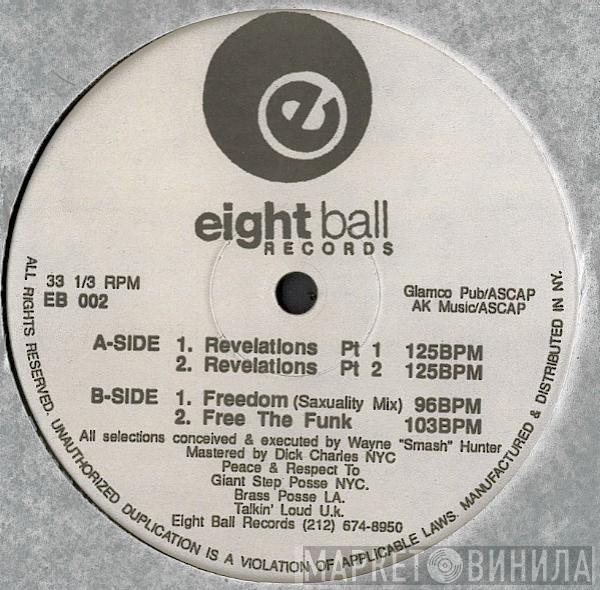 e
eight ball
RECORDS
33 1/3 RPM
EB 002
Glamco Pub/ASCAP
AK Music/ASCAP
A-SIDE 1. Revelations Pt 1 125BPM
2. Revelations Pt 2 125BPM
B-SIDE 1. Freedom (Saxuality Mix) 96BPM
2. Free The Funk 103BPM
All selections conceived & executed by Wayne "Smash" Hunter
Mastered by Dick Charles NYC
Peace & Respect To
Giant Step Posse NYC.
Brass Posse LA.
Talkin' Loud U.k.
Eight Ball Records (212) 674-8950
ALL RIGHTS RESERVED. UNAUTHORIZED DUPLICATION IS A VIOLATION OF APPLICABLE LAWS. MANUFACTURED & DISTRIBUTED IN NY.
МАРКЕТ ВИНИЛА